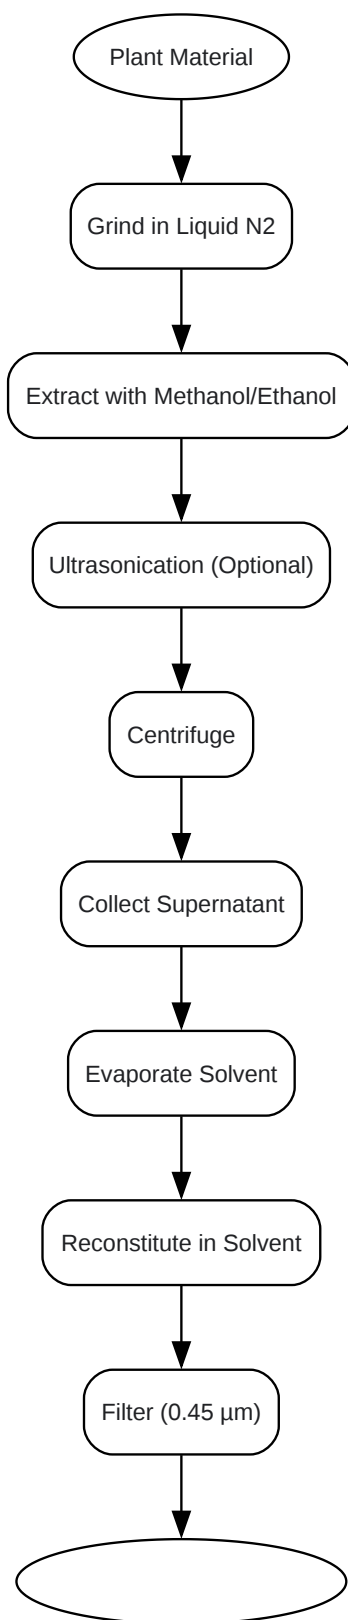 Plant Material
Grind in Liquid N2
Extract with Methanol/Ethanol
Ultrasonication (Optional)
Centrifuge
Collect Supernatant
Evaporate Solvent
Reconstitute in Solvent
Filter (0.45 µm)